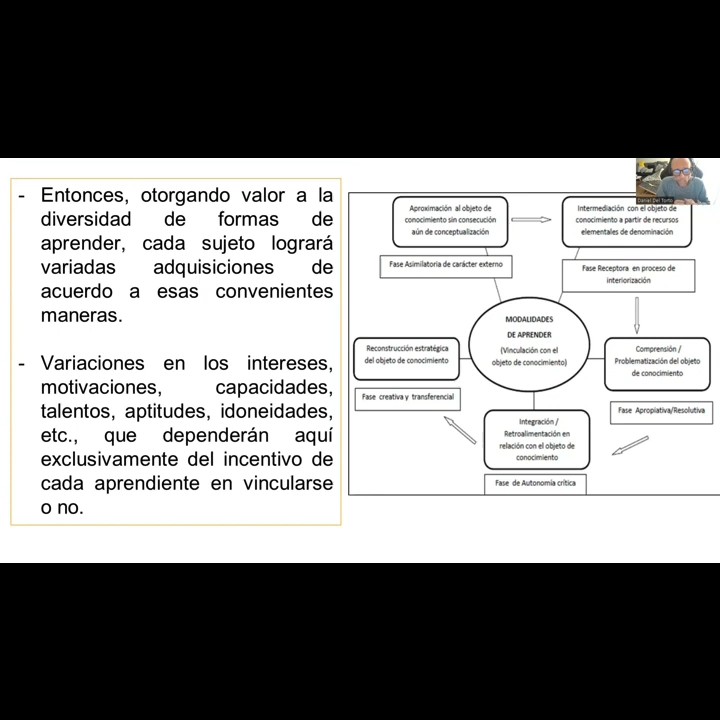 - Entonces, otorgando valor a la
diversidad de formas de
aprender, cada sujeto logrará
variadas adquisiciones de
acuerdo a esas convenientes
maneras.
- Variaciones en los intereses,
motivaciones, capacidades,
talentos, aptitudes, idoneidades,
etc., que dependerán aquí
exclusivamente del incentivo de
cada aprendiente en vincularse
o no.
Aproximación al objeto de
conocimiento sin consecución
aún de conceptualización
Fase Asimilatoria de carácter externo
Intermediación con el objeto de
conocimiento a partir de recursos
elementales de denominación
Fase Receptora en proceso de
interiorización
MODALIDADES
DE APRENDER
(Vinculación con el
objeto de conocimiento)
Comprensión /
Problematización del objeto
de conocimiento
Fase Apropiativa/Resolutiva
Integración /
Retroalimentación en
relación con el objeto de
conocimiento
Fase de Autonomía crítica
Reconstrucción estratégica
del objeto de conocimiento
Fase creativa y transferencial
Daniel Del Torto